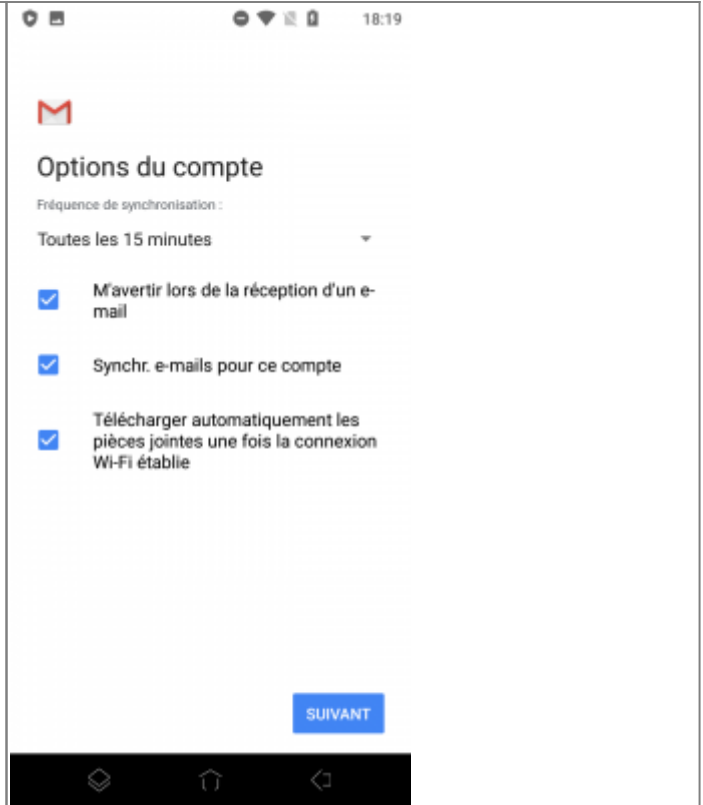 18:19
Options du compte
Fréquence de synchronisation :
Toutes les 15 minutes
M'avertir lors de la réception d'un e-
mail
Synchr. e-mails pour ce compte
Télécharger automatiquement les
pièces jointes une fois la connexion
Wi-Fi établie
SUIVANT